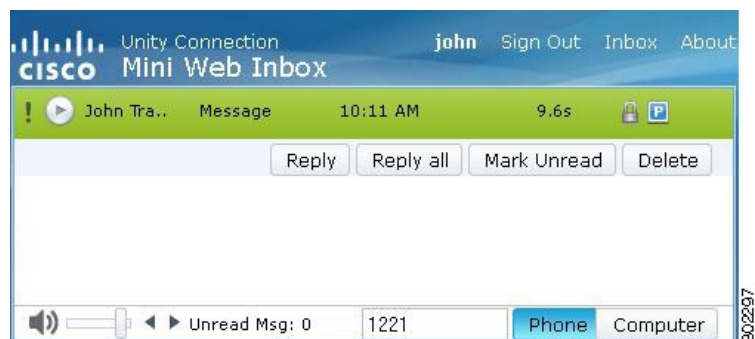 Unity Connection john Sign Out Inbox About
CISCO Mini Web Inbox
! John Tra.. Message 10:11 AM 9.6s P
Reply Reply all Mark Unread Delete
Unread Msg: 0 1221 Phone Computer
302297